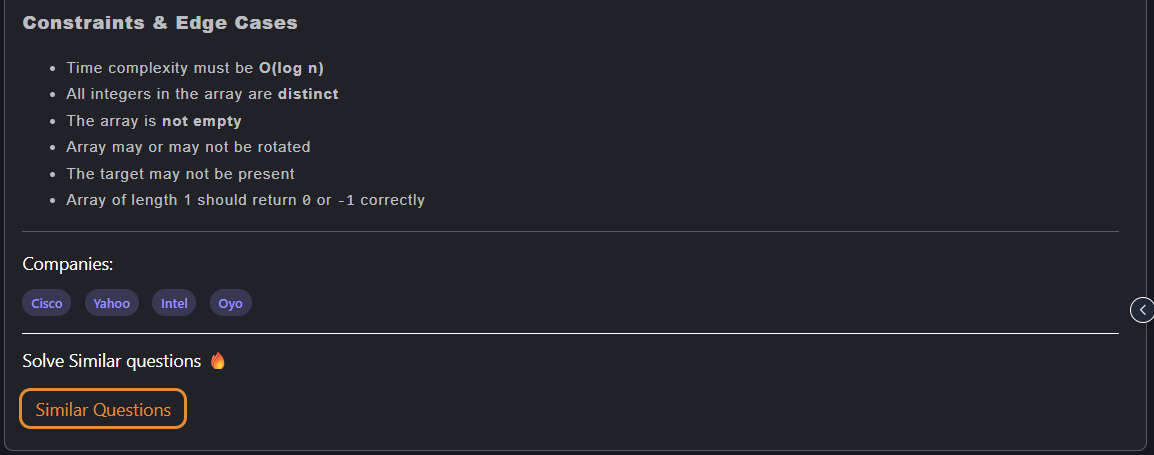 Constraints & Edge Cases
Time complexity must be O(log n)
All integers in the array are distinct
The array is not empty
Array may or may not be rotated
The target may not be present
Array of length 1 should return 0 or -1 correctly
Companies:
Cisco Yahoo Intel Oyo
Solve Similar questions 🔥
Similar Questions